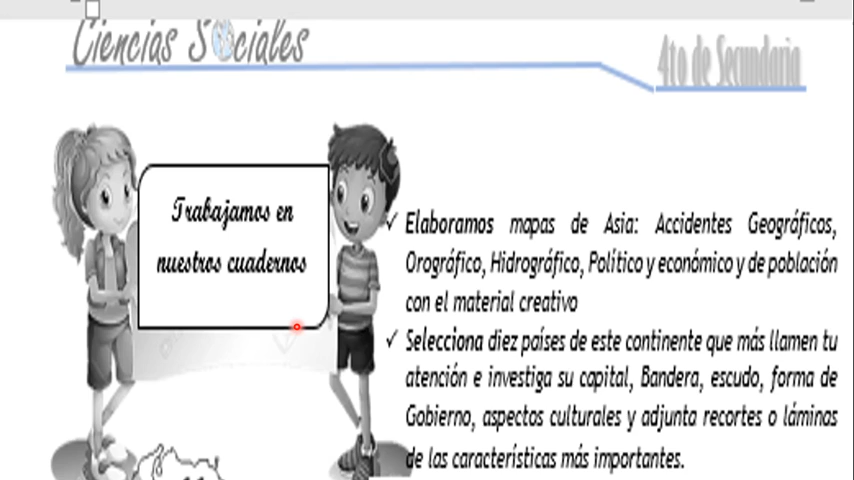 Ciencias Sociales
4to de Secundaria
Trabajamos en
nuestros cuadernos
✓ Elaboramos mapas de Asia: Accidentes Geográficos,
Orográfico, Hidrográfico, Político y económico y de población
con el material creativo
✓ Selecciona diez países de este continente que más llamen tu
atención e investiga su capital, Bandera, escudo, forma de
Gobierno, aspectos culturales y adjunta recortes o láminas
de las características más importantes.